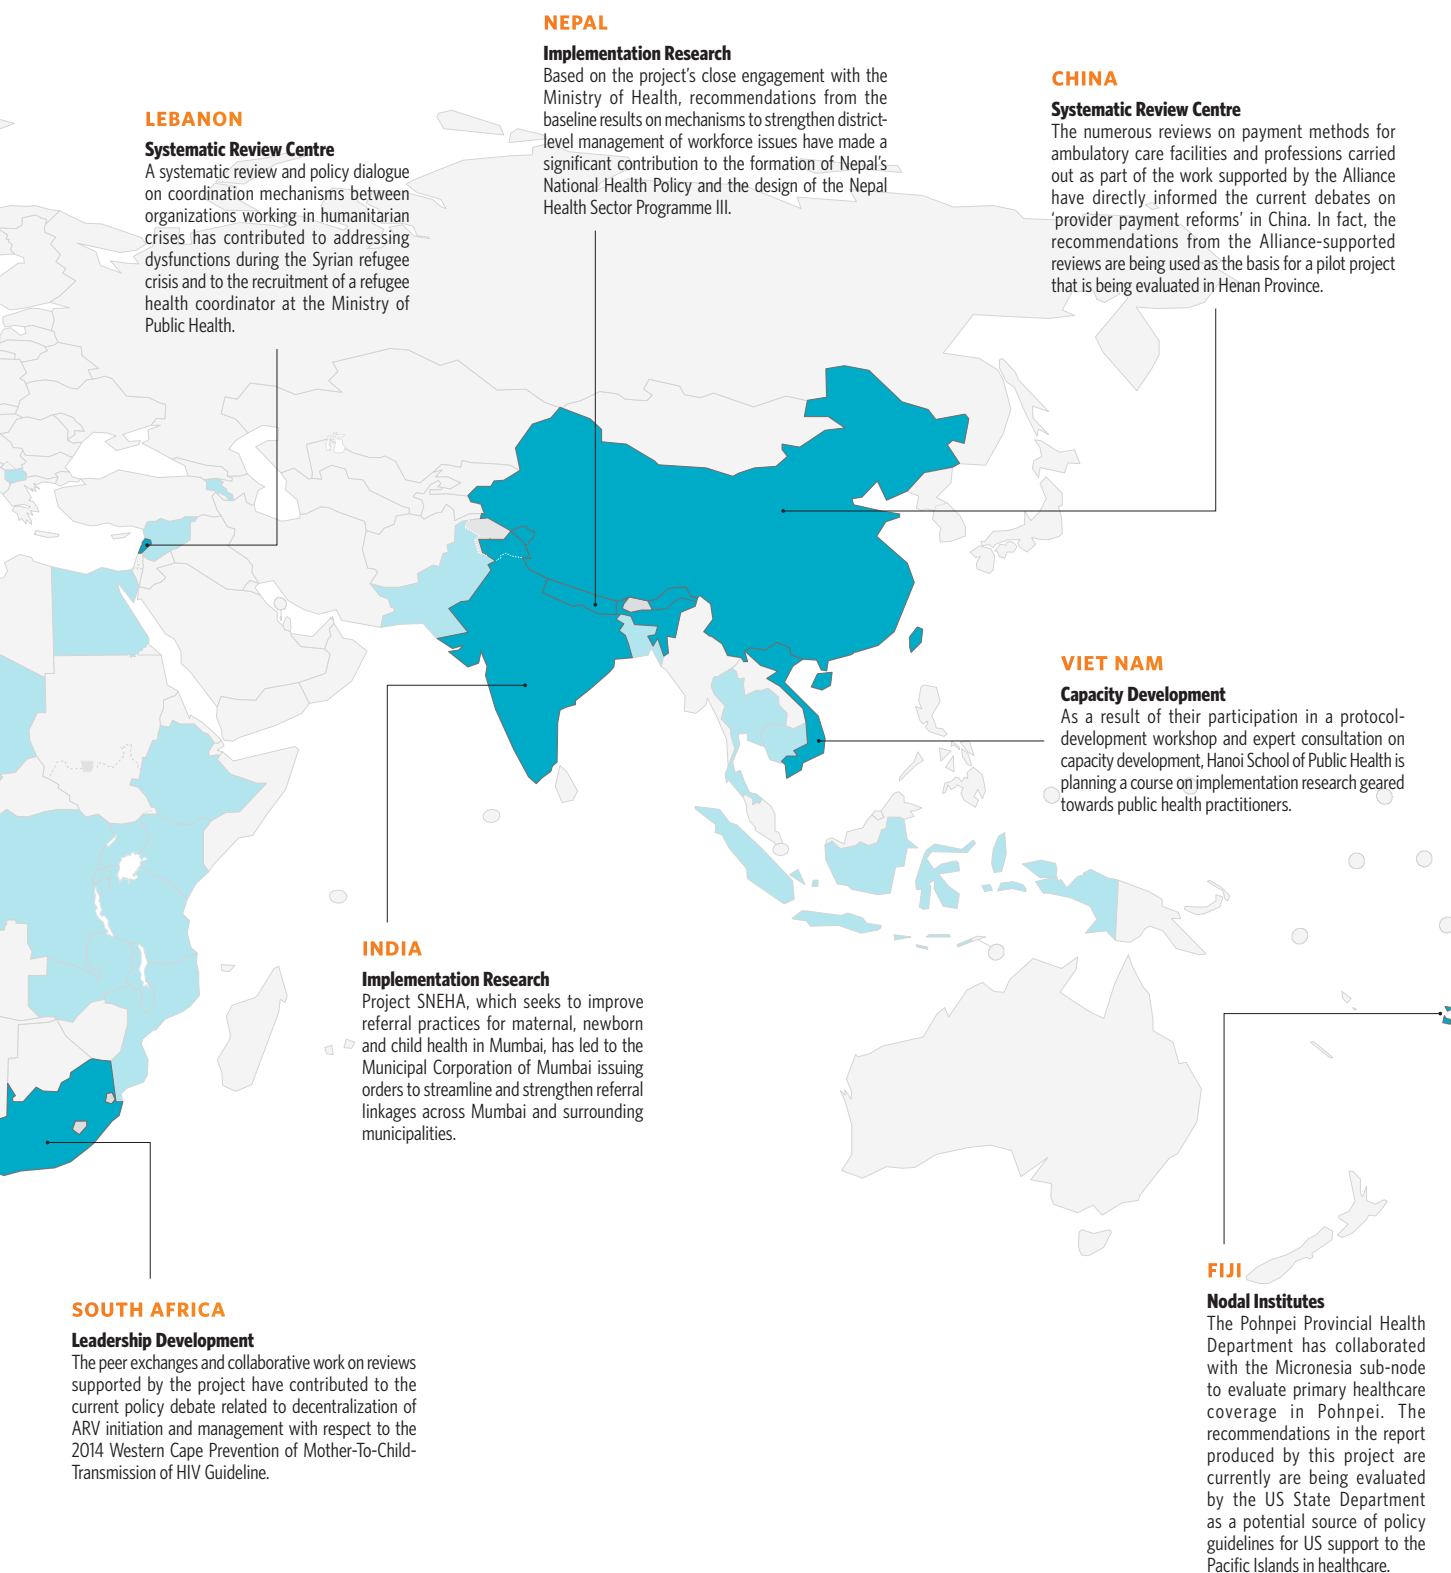 NEPAL
Implementation Research
Based on the project's close engagement with the
Ministry of Health, recommendations from the
baseline results on mechanisms to strengthen district-
level management of workforce issues have made a
significant contribution to the formation of Nepal's
National Health Policy and the design of the Nepal
Health Sector Programme III.
CHINA
Systematic Review Centre
The numerous reviews on payment methods for
ambulatory care facilities and professions carried
out as part of the work supported by the Alliance
have directly informed the current debates on
'provider payment reforms' in China. In fact, the
recommendations from the Alliance-supported
reviews are being used as the basis for a pilot project
that is being evaluated in Henan Province.
LEBANON
Systematic Review Centre
A systematic review and policy dialogue
on coordination mechanisms between
organizations working in humanitarian
crises has contributed to addressing
dysfunctions during the Syrian refugee
crisis and to the recruitment of a refugee
health coordinator at the Ministry of
Public Health.
VIET NAM
Capacity Development
As a result of their participation in a protocol-
development workshop and expert consultation on
capacity development, Hanoi School of Public Health is
planning a course on implementation research geared
towards public health practitioners.
INDIA
Implementation Research
Project SNEHA, which seeks to improve
referral practices for maternal, newborn
and child health in Mumbai, has led to the
Municipal Corporation of Mumbai issuing
orders to streamline and strengthen referral
linkages across Mumbai and surrounding
municipalities.
SOUTH AFRICA
Leadership Development
The peer exchanges and collaborative work on reviews
supported by the project have contributed to the
current policy debate related to decentralization of
ARV initiation and management with respect to the
2014 Western Cape Prevention of Mother-To-Child-
Transmission of HIV Guideline.
FIJI
Nodal Institutes
The Pohnpei Provincial Health
Department has collaborated
with the Micronesia sub-node
to evaluate primary healthcare
coverage in Pohnpei. The
recommendations in the report
produced by this project are
currently are being evaluated
by the US State Department
as a potential source of policy
guidelines for US support to the
Pacific Islands in healthcare.